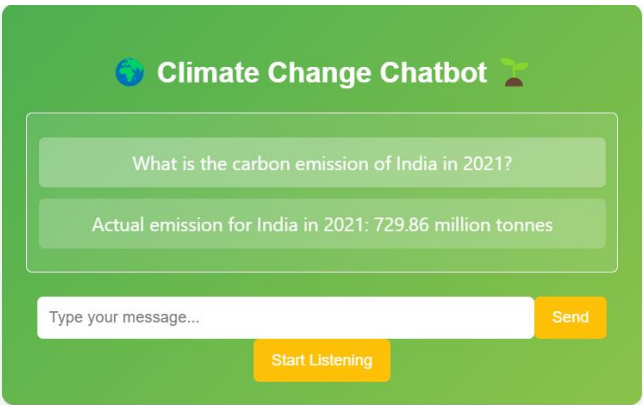 🌍 Climate Change Chatbot 🌱
What is the carbon emission of India in 2021?
Actual emission for India in 2021: 729.86 million tonnes
Type your message... Send
Start Listening